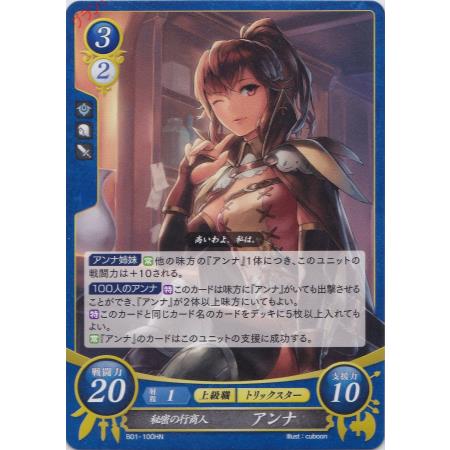 3
2
あいわよ、私は。
アンナ姉妹 常他の味方の『アンナ』1体につき、このユニットの
戦闘力は+10される。
100人のアンナ 特このカードは味方に『アンナ』がいても出撃させる
ことができ、『アンナ』が2体以上味方にいてもよい。
特このカードと同じカード名のカードをデッキに5枚以上入れても
よい。
常『アンナ』のカードはこのユニットの支援に成功する。
戦闘力 20 射程 1 上級職 トリックスター 支援力 10
秘密の行商人 アンナ
B01-100HN Illust:cuboon